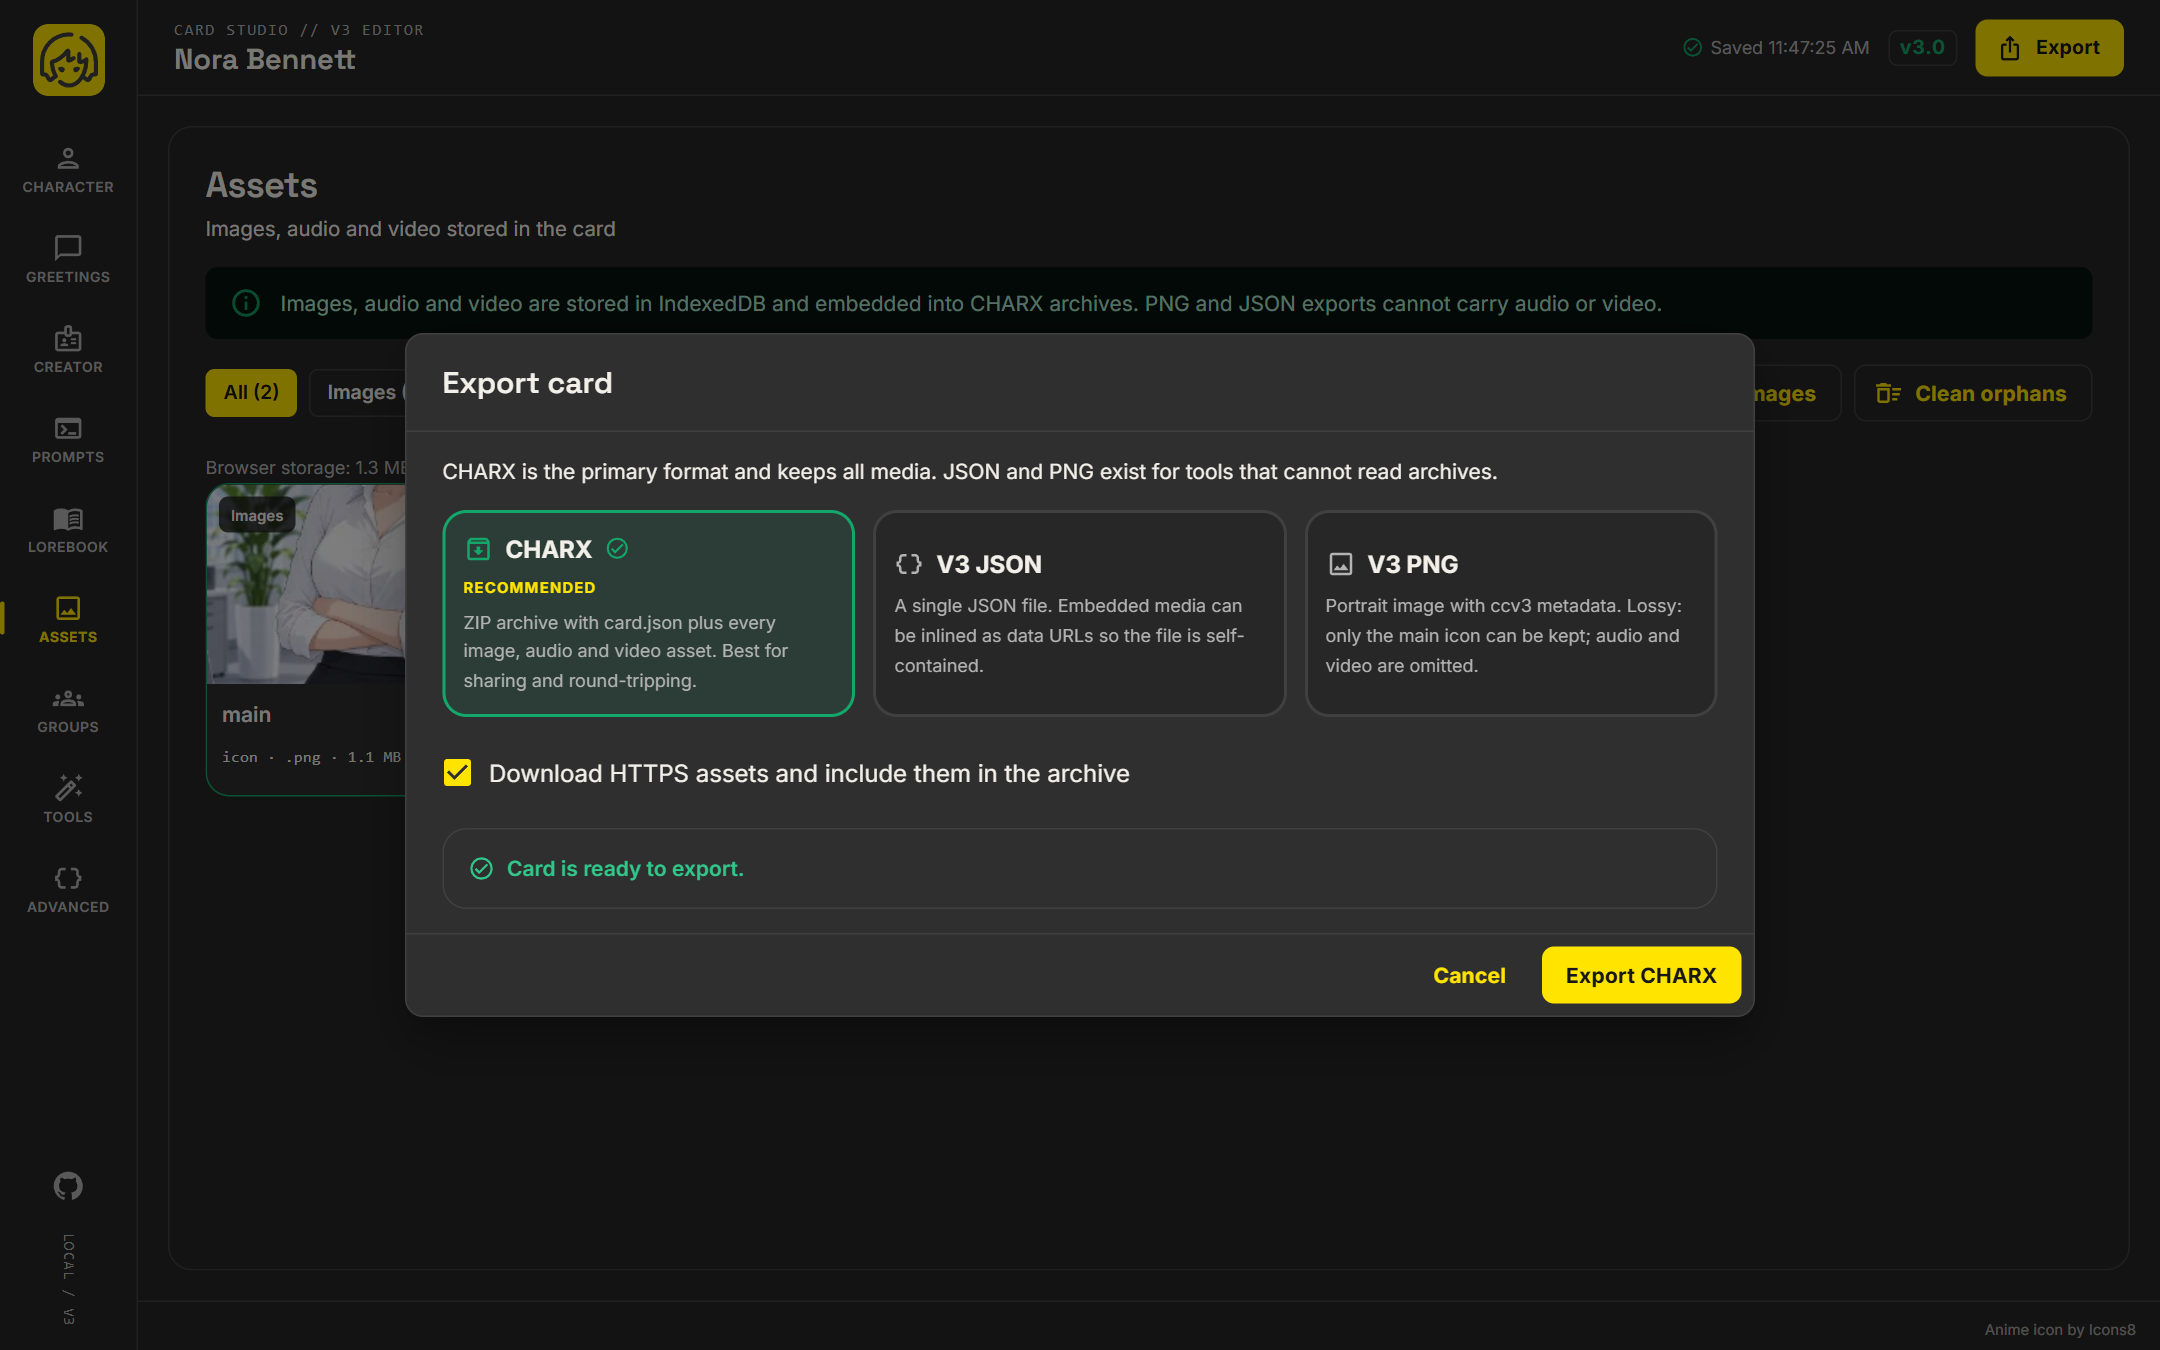 CARD STUDIO // V3 EDITOR
Nora Bennett
Saved 11:47:25 AM
v3.0
Export
CHARACTER
GREETINGS
CREATOR
PROMPTS
LOREBOOK
ASSETS
GROUPS
TOOLS
ADVANCED
LOCAL / V3
Assets
Images, audio and video stored in the card
Images, audio and video are stored in IndexedDB and embedded into CHARX archives. PNG and JSON exports cannot carry audio or video.
All (2)
Images
Clean orphans
Browser storage: 1.3
Images
main
icon · .png · 1.1 MB
Export card
CHARX is the primary format and keeps all media. JSON and PNG exist for tools that cannot read archives.
CHARX
RECOMMENDED
ZIP archive with card.json plus every
image, audio and video asset. Best for
sharing and round-tripping.
V3 JSON
A single JSON file. Embedded media can
be inlined as data URLs so the file is self-
contained.
V3 PNG
Portrait image with ccv3 metadata. Lossy:
only the main icon can be kept; audio and
video are omitted.
Download HTTPS assets and include them in the archive
Card is ready to export.
Cancel
Export CHARX
Anime icon by Icons8